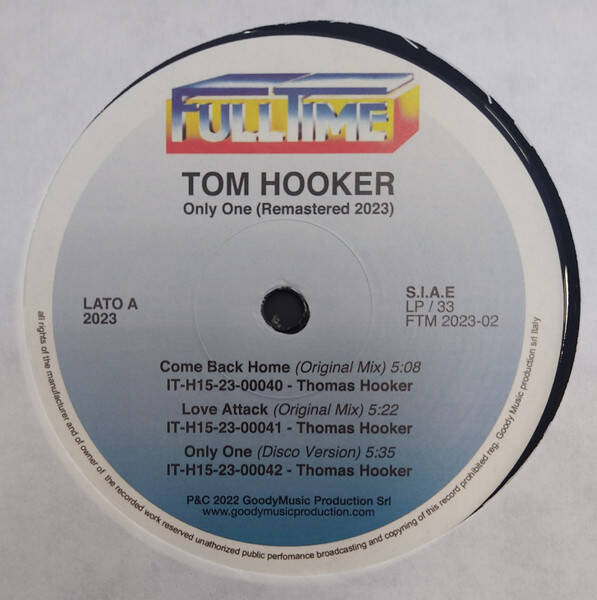 FULLTIME
TOM HOOKER
Only One (Remastered 2023)
LATO A
2023
S.I.A.E
LP / 33
FTM 2023-02
Come Back Home (Original Mix) 5:08
IT-H15-23-00040 - Thomas Hooker
Love Attack (Original Mix) 5:22
IT-H15-23-00041 - Thomas Hooker
Only One (Disco Version) 5:35
IT-H15-23-00042 - Thomas Hooker
P&C 2022 GoodyMusic Production Srl
www.goodymusicproduction.com
all rights of the manufacturer and of owner of the recorded work reserved unauthorized public perfomance broadcasting and copyning of this record prohibited reg. Goody Music production srl Italy